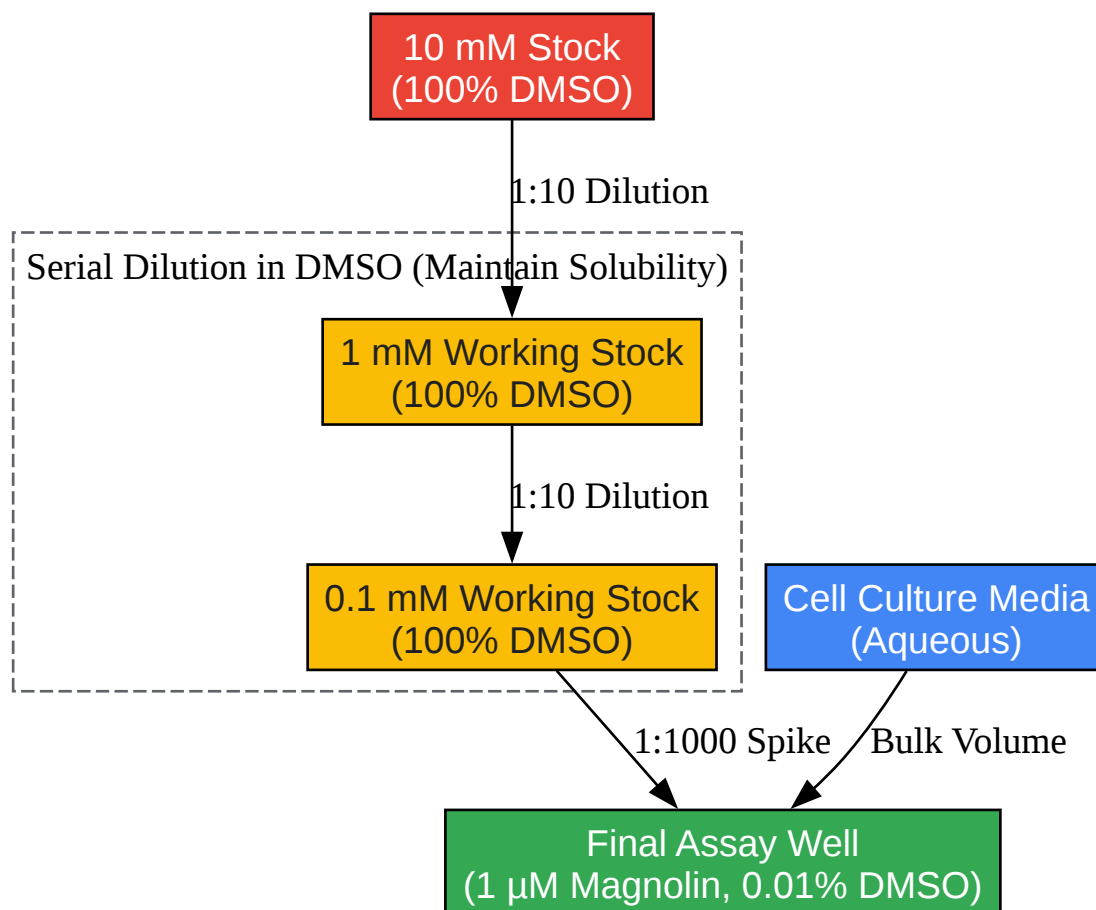 10 mM Stock
(100% DMSO)
1:10 Dilution
Serial Dilution in DMSO (Maintain Solubility)
1 mM Working Stock
(100% DMSO)
1:10 Dilution
0.1 mM Working Stock
(100% DMSO)
Cell Culture Media
(Aqueous)
1:1000 Spike
Bulk Volume
Final Assay Well
(1 µM Magnolin, 0.01% DMSO)